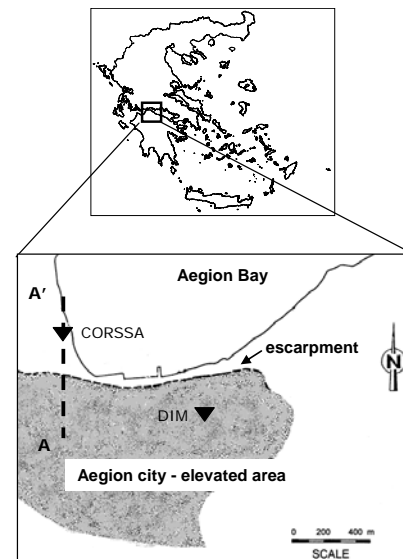 Aegion Bay
A'
CORSSA
escarpment
N
DIM
A
Aegion city - elevated area
0 200 400 m
SCALE